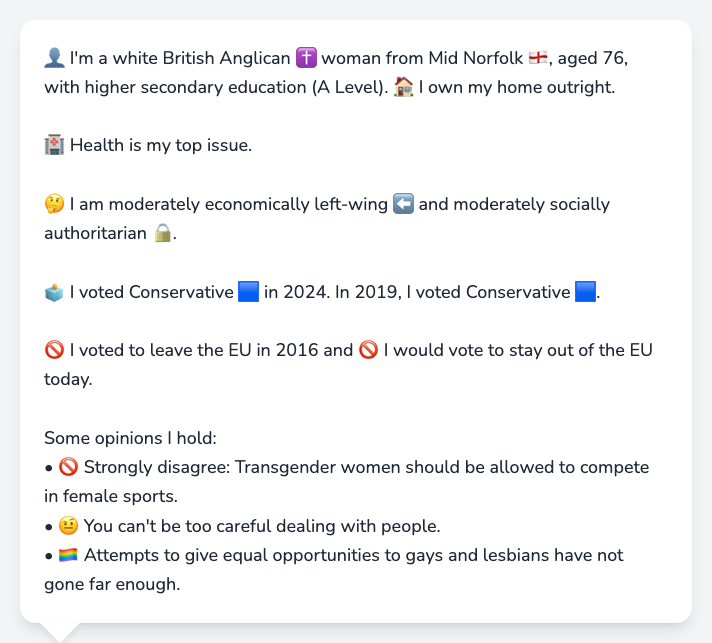 👤 I'm a white British Anglican ✝️ woman from Mid Norfolk 🏴󠁧󠁢󠁥󠁮󠁧󠁿, aged 76,
with higher secondary education (A Level). 🏠 I own my home outright.
🏥 Health is my top issue.
🤔 I am moderately economically left-wing ⬅️ and moderately socially
authoritarian 🔒.
🗳️ I voted Conservative 🟦 in 2024. In 2019, I voted Conservative 🟦.
🚫 I voted to leave the EU in 2016 and 🚫 I would vote to stay out of the EU
today.
Some opinions I hold:
• 🚫 Strongly disagree: Transgender women should be allowed to compete
in female sports.
• 🤨 You can't be too careful dealing with people.
• 🏳️‍🌈 Attempts to give equal opportunities to gays and lesbians have not
gone far enough.